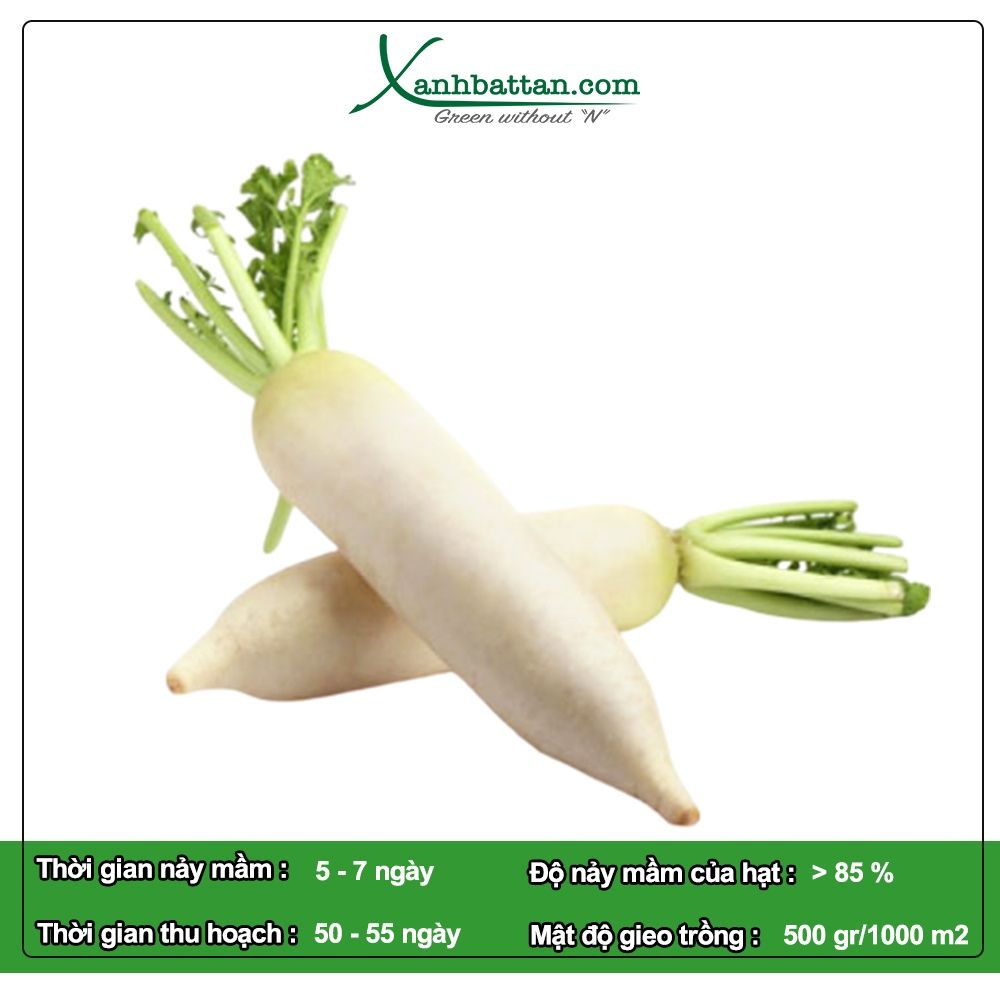 Xanhbattan.com
Green without "N"
Thời gian nảy mầm : 5 - 7 ngày
Độ nảy mầm của hạt : > 85 %
Thời gian thu hoạch : 50 - 55 ngày
Mật độ gieo trồng : 500 gr/1000 m2